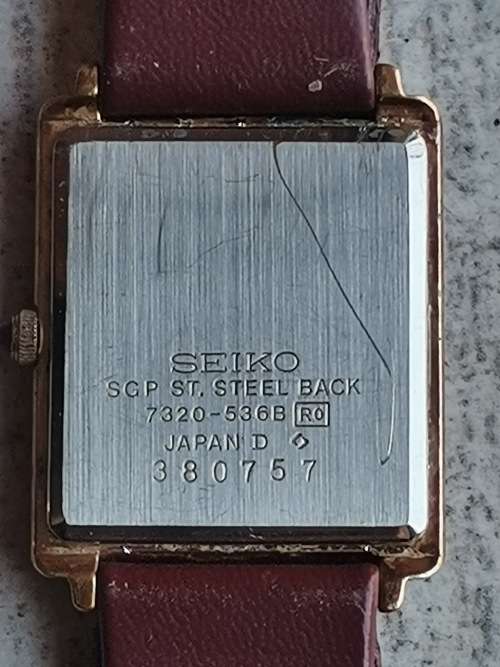 SEIKO
SGP ST. STEEL BACK
7320-536B R0
JAPAN D
380757